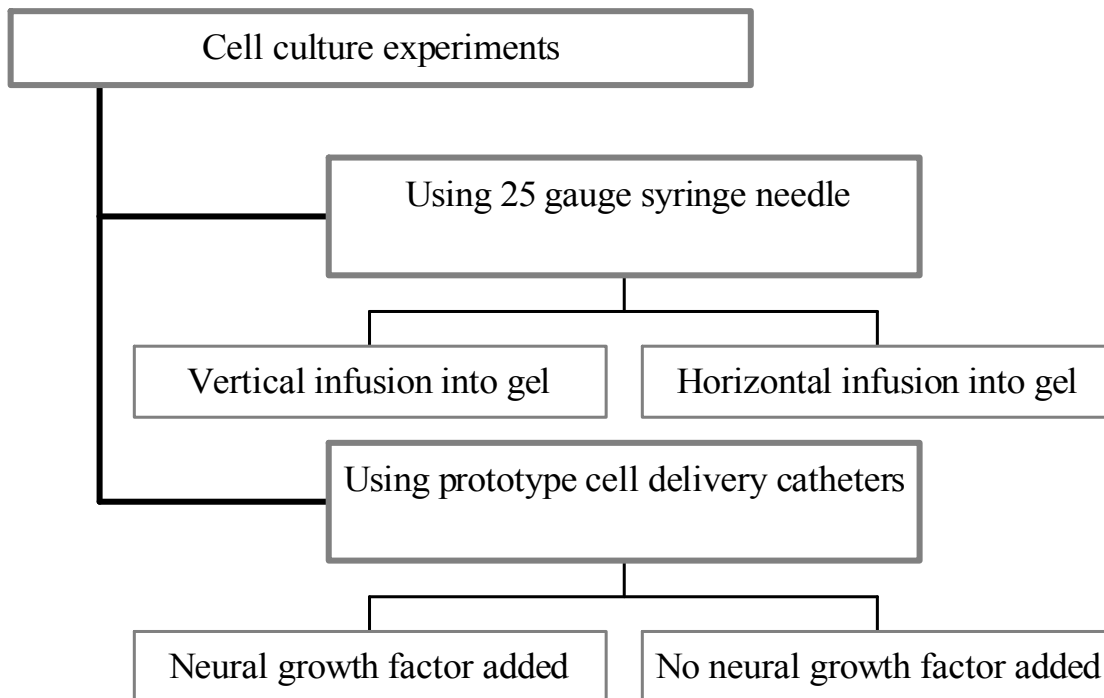 Cell culture experiments
Using 25 gauge syringe needle
Vertical infusion into gel
Horizontal infusion into gel
Using prototype cell delivery catheters
Neural growth factor added
No neural growth factor added